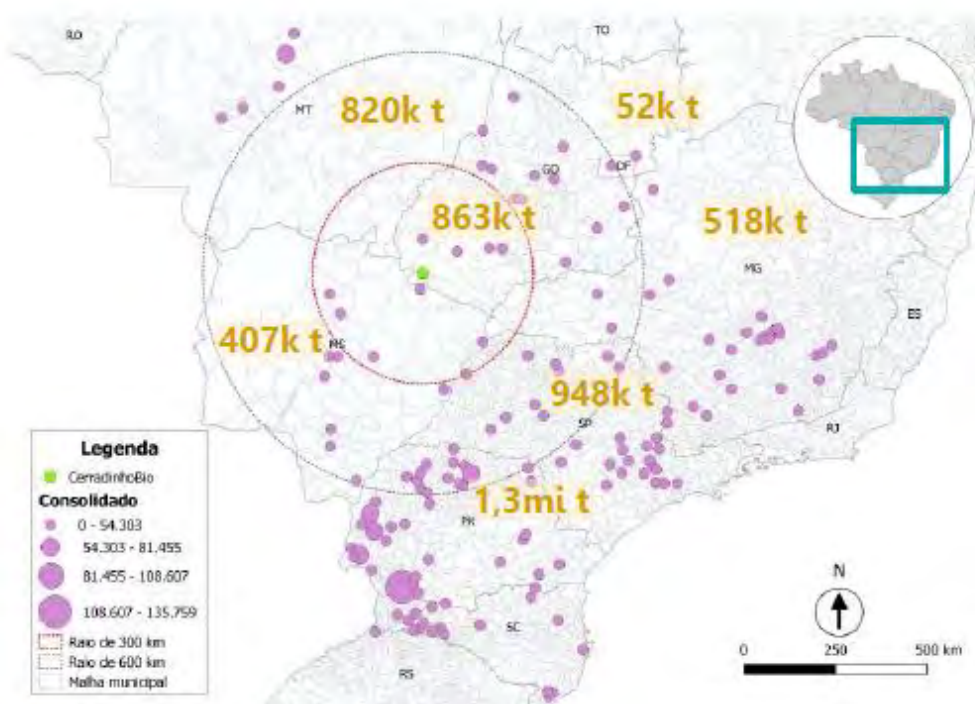 RO
TO
MT
820k t
52k t
GO
DF
863k t
518k t
MG
ES
407k t
MS
948k t
SP
RJ
1,3mi t
PR
SC
RS
Legenda
CerradinhoBio
Consolidado
0 - 54.303
54.303 - 81.455
81.455 - 108.607
108.607 - 135.759
Raio de 300 km
Raio de 600 km
Malha municipal
N
0 250 500 km